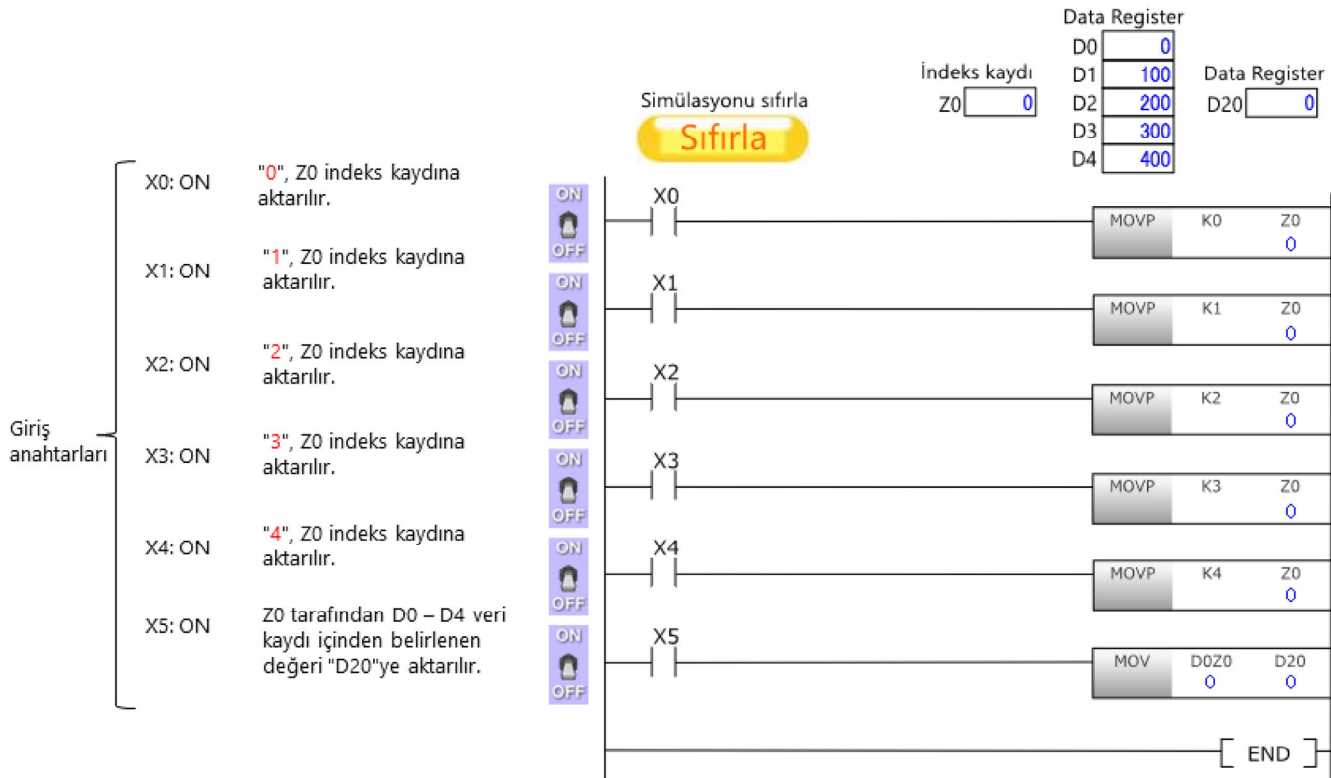 Data Register
D0 0
İndeks kaydı D1 100 Data Register
Simülasyonu sıfırla Z0 0 D2 200 D20 0
Sıfırla D3 300
D4 400
X0: ON "0", Z0 indeks kaydına
aktarılır.
ON
OFF
X0
MOVP K0 Z0
0
X1: ON "1", Z0 indeks kaydına
aktarılır.
ON
OFF
X1
MOVP K1 Z0
0
X2: ON "2", Z0 indeks kaydına
aktarılır.
ON
OFF
X2
MOVP K2 Z0
0
Giriş
anahtarları
X3: ON "3", Z0 indeks kaydına
aktarılır.
ON
OFF
X3
MOVP K3 Z0
0
X4: ON "4", Z0 indeks kaydına
aktarılır.
ON
OFF
X4
MOVP K4 Z0
0
X5: ON Z0 tarafından D0 – D4 veri
kaydı içinden belirlenen
değeri "D20"ye aktarılır.
ON
OFF
X5
MOV D0Z0 D20
0 0
END